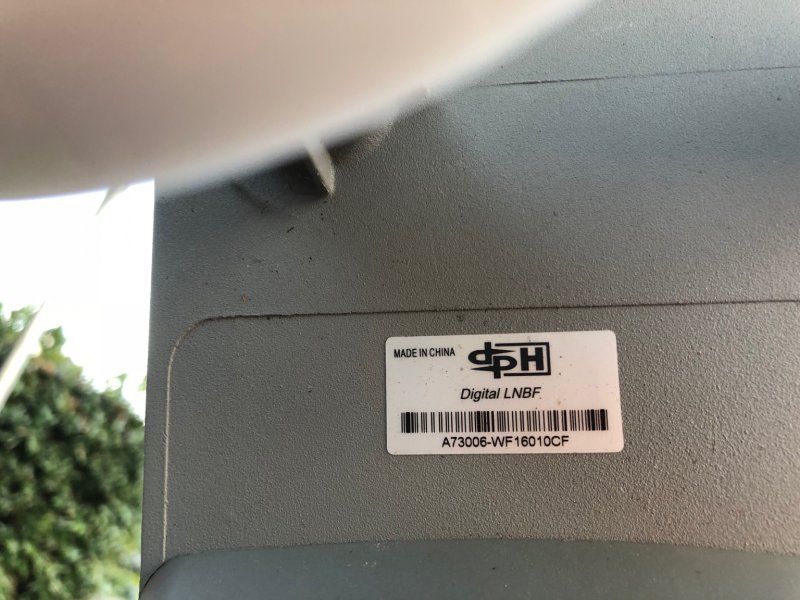 MADE IN CHINA dpH
Digital LNBF
A73006-WF16010CF